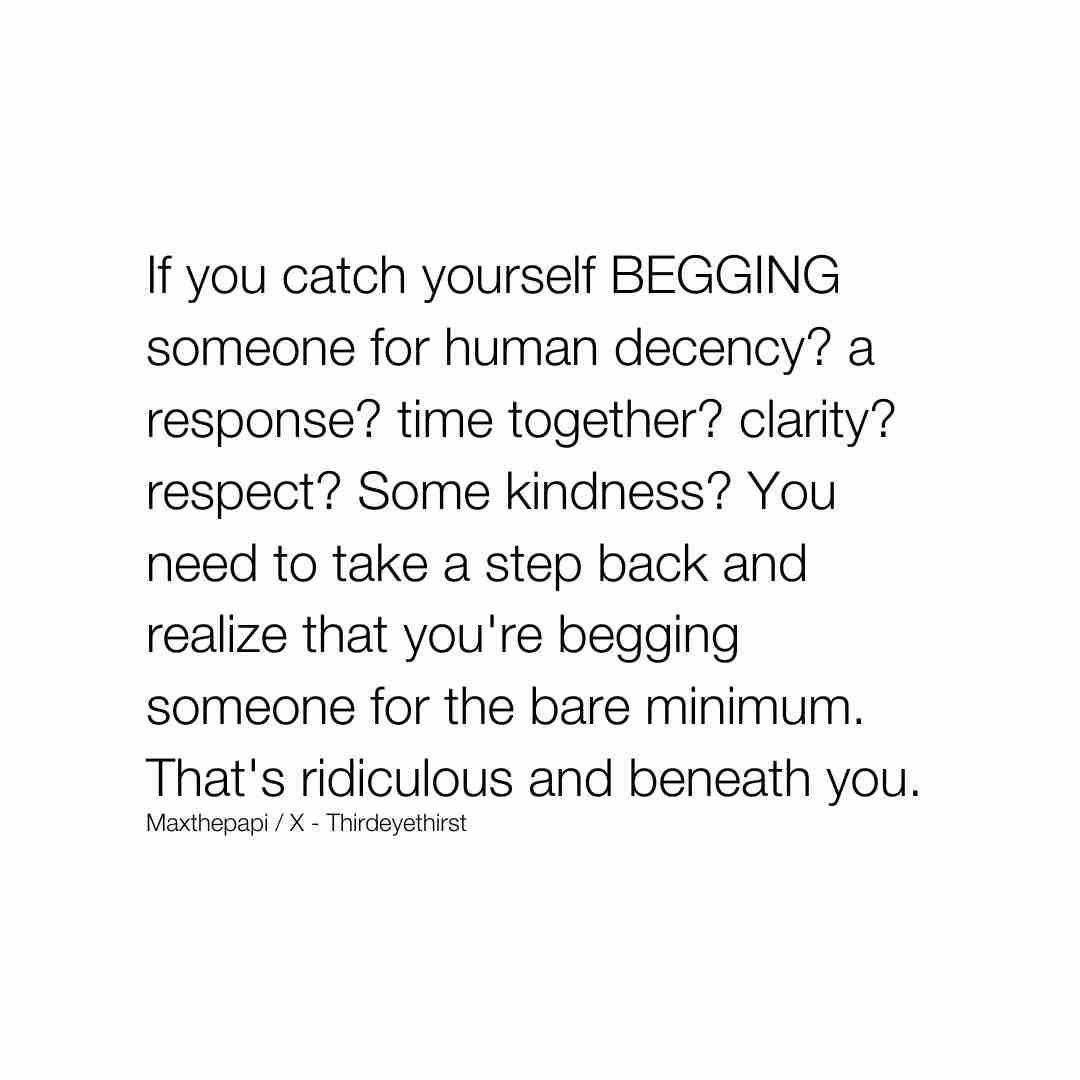 If you catch yourself BEGGING
someone for human decency? a
response? time together? clarity?
respect? Some kindness? You
need to take a step back and
realize that you're begging
someone for the bare minimum.
That's ridiculous and beneath you.
Maxthepapi / X - Thirdeyethirst